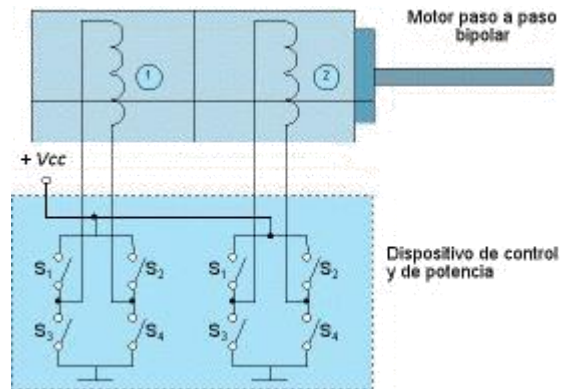 Motor paso a paso
bipolar
1
2
+ Vcc
Dispositivo de control
y de potencia
S1
S2
S1
S2
S3
S4
S3
S4